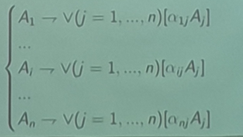 A₁ → ∨(j = 1, ..., n)[α₁ⱼAⱼ]
...
Aᵢ → ∨(j = 1, ..., n)[αᵢⱼAⱼ]
...
Aₙ → ∨(j = 1, ..., n)[αₙⱼAⱼ]